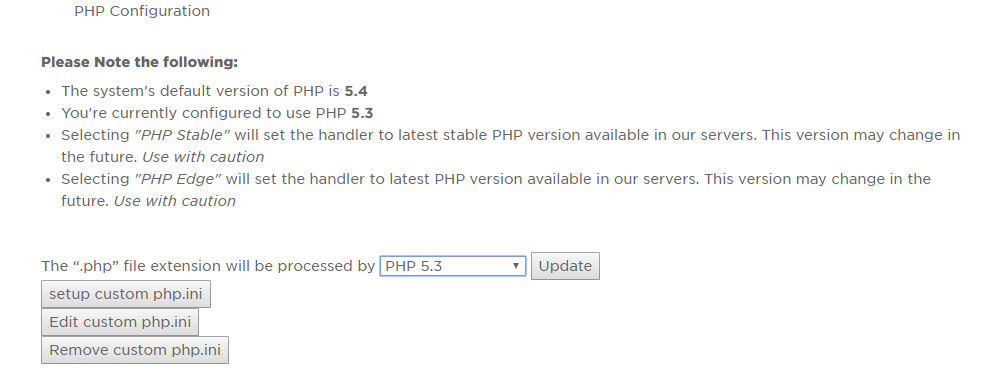 PHP Configuration
Please Note the following:
• The system's default version of PHP is 5.4
• You're currently configured to use PHP 5.3
• Selecting "PHP Stable" will set the handler to latest stable PHP version available in our servers. This version may change in
the future. Use with caution
• Selecting "PHP Edge" will set the handler to latest PHP version available in our servers. This version may change in the
future. Use with caution
The “.php” file extension will be processed by PHP 5.3 Update
setup custom php.ini
Edit custom php.ini
Remove custom php.ini